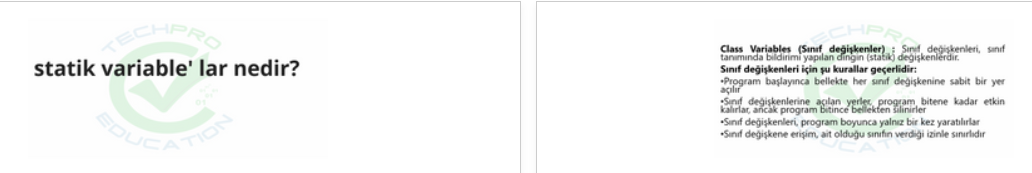 TECHPRO
statik variable' lar nedir?
EDUCATION
TECHPRO
Class Variables (Sınıf değişkenler) : Sınıf değişkenleri, sınıf
tanımında bildirimi yapılan dingin (statik) değişkenlerdir.
Sınıf değişkenleri için şu kurallar geçerlidir:
•Program başlayınca bellekte her sınıf değişkenine sabit bir yer
açılır
•Sınıf değişkenlerine açılan yerler, program bitene kadar etkin
kalırlar, ancak program bitince bellekten silinirler
•Sınıf değişkenleri, program boyunca yalnız bir kez yaratılırlar
•Sınıf değişkene erişim, ait olduğu sınıfın verdiği izinle sınırlıdır
EDUCATION